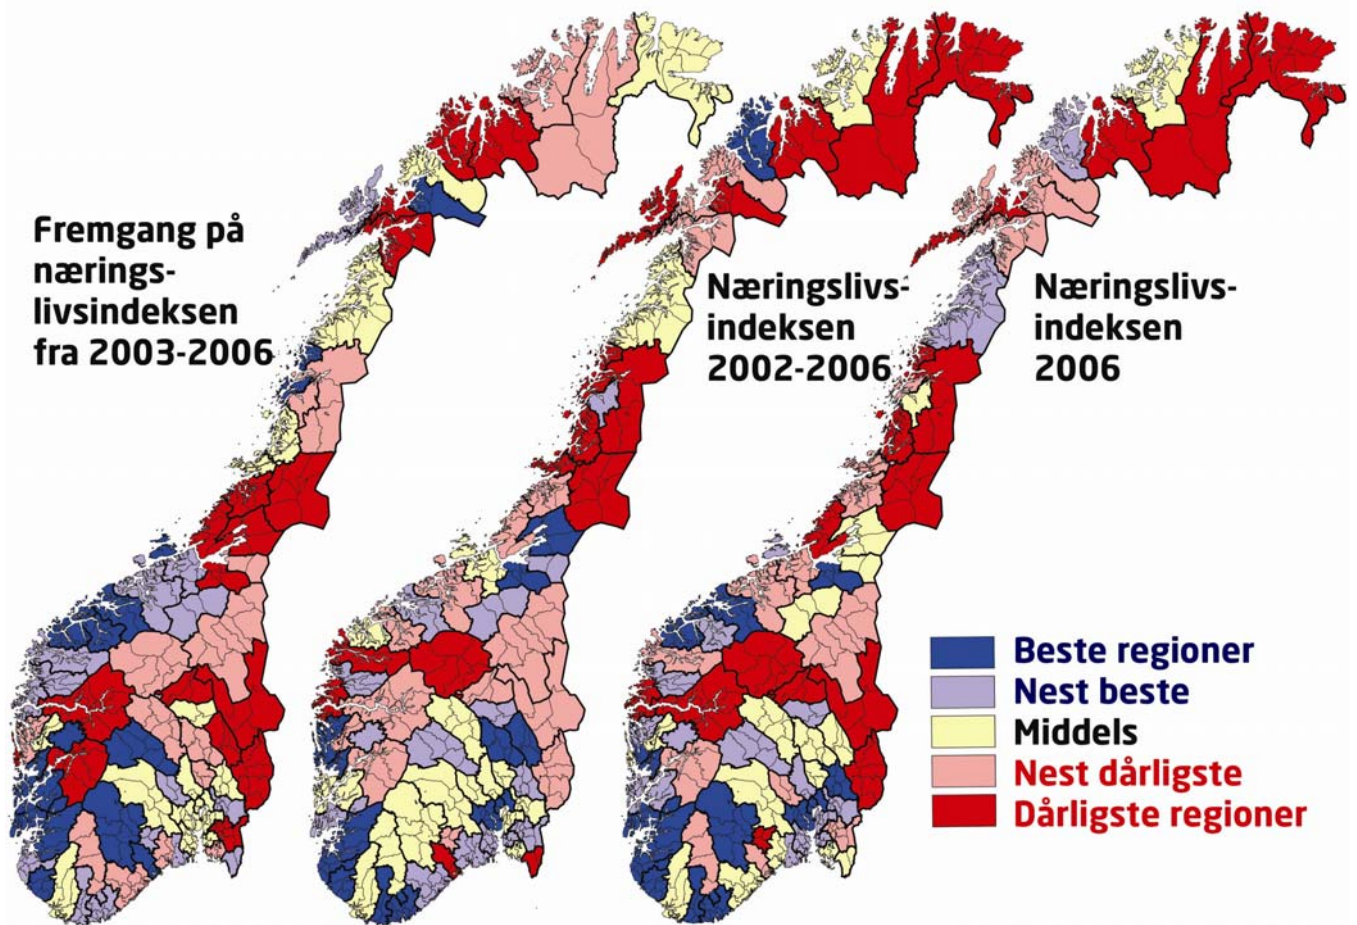 Fremgang på
nærings-
livsindeksen
fra 2003-2006
Næringslivs-
indeksen
2002-2006
Næringslivs-
indeksen
2006
Beste regioner
Nest beste
Middels
Nest dårligste
Dårligste regioner